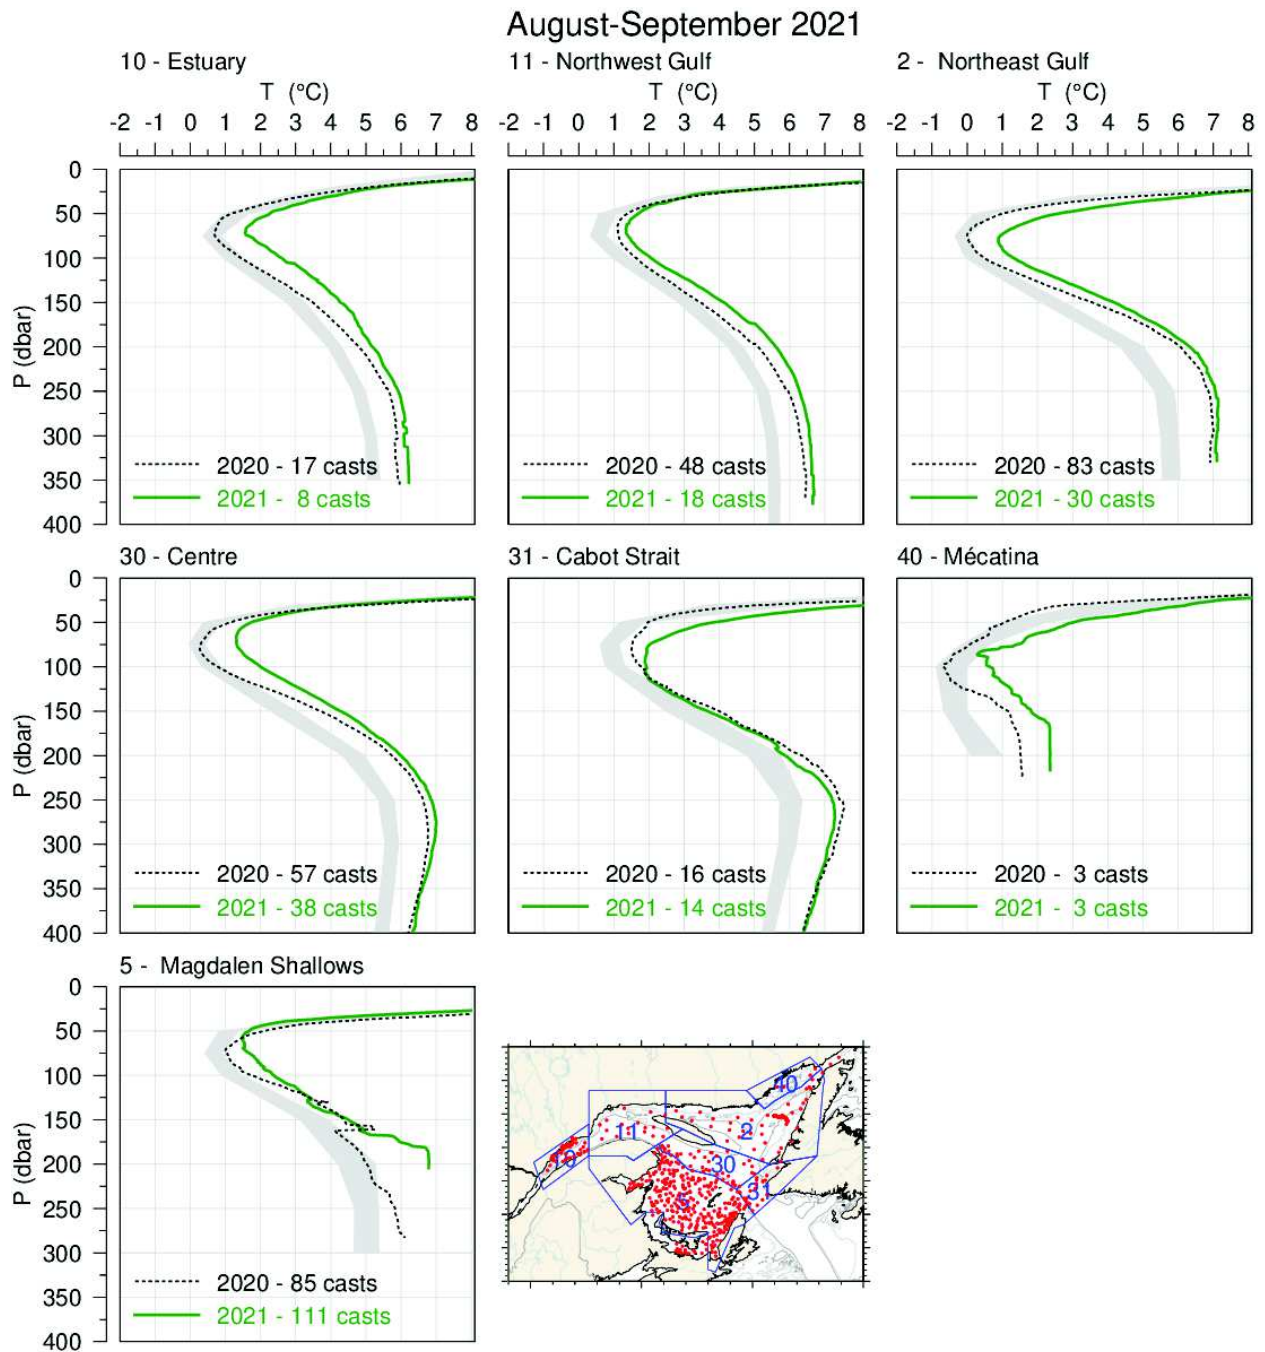 August-September 2021
10 - Estuary
11 - Northwest Gulf
2 - Northeast Gulf
T (°C)
T (°C)
T (°C)
-2 -1 0 1 2 3 4 5 6 7 8
-2 -1 0 1 2 3 4 5 6 7 8
-2 -1 0 1 2 3 4 5 6 7 8
P (dbar)
0
50
100
150
200
250
300
350
400
2020 - 17 casts
2021 - 8 casts
2020 - 48 casts
2021 - 18 casts
2020 - 83 casts
2021 - 30 casts
30 - Centre
31 - Cabot Strait
40 - Mécatina
P (dbar)
0
50
100
150
200
250
300
350
400
2020 - 57 casts
2021 - 38 casts
2020 - 16 casts
2021 - 14 casts
2020 - 3 casts
2021 - 3 casts
5 - Magdalen Shallows
P (dbar)
0
50
100
150
200
250
300
350
400
2020 - 85 casts
2021 - 111 casts
40
11
2
10
30
31
5